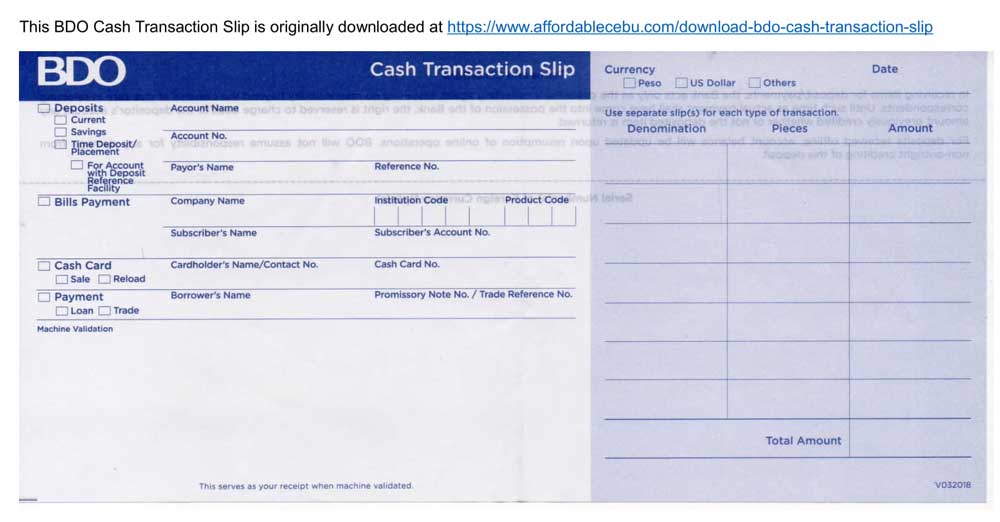 This BDO Cash Transaction Slip is originally downloaded at https://www.affordablecebu.com/download-bdo-cash-transaction-slip
BDO
Cash Transaction Slip
Deposits
Current
Savings
Time Deposit/
Placement
For Account
with Deposit
Reference
Facility
Account Name
Account No.
Payor's Name
Reference No.
Bills Payment
Company Name
Institution Code
Product Code
Subscriber's Name
Subscriber's Account No.
Cash Card
Sale Reload
Cardholder's Name/Contact No.
Cash Card No.
Payment
Loan Trade
Borrower's Name
Promissory Note No. / Trade Reference No.
Machine Validation
This serves as your receipt when machine validated.
Currency
Peso US Dollar Others
Date
Use separate slip(s) for each type of transaction.
Denomination Pieces Amount
Total Amount
V032018